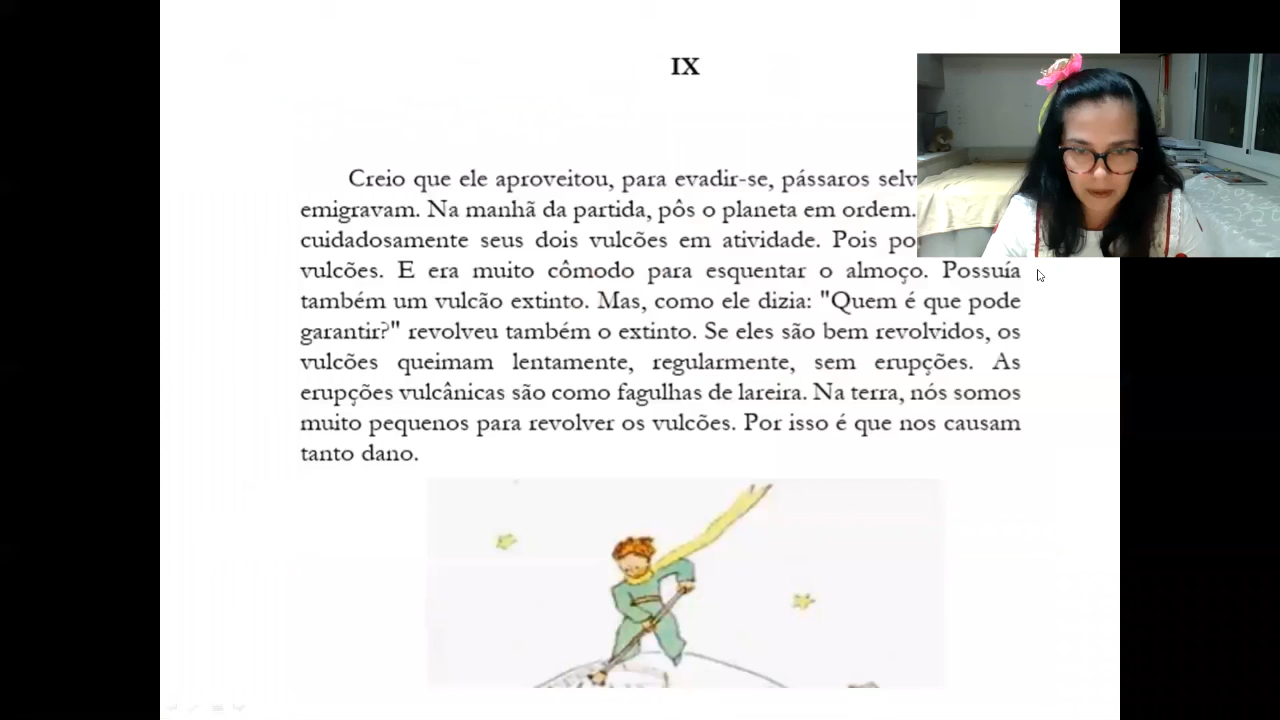 IX
Creio que ele aproveitou, para evadir-se, pássaros
emigravam. Na manhã da partida, pôs o planeta em ordem.
cuidadosamente seus dois vulcões em atividade. Pois
vulcões. E era muito cômodo para esquentar o almoço. Possuía
também um vulcão extinto. Mas, como ele dizia: "Quem é que pode
garantir?" revolveu também o extinto. Se eles são bem revolvidos, os
vulcões queimam lentamente, regularmente, sem erupções. As
erupções vulcânicas são como fagulhas de lareira. Na terra, nós somos
muito pequenos para revolver os vulcões. Por isso é que nos causam
tanto dano.